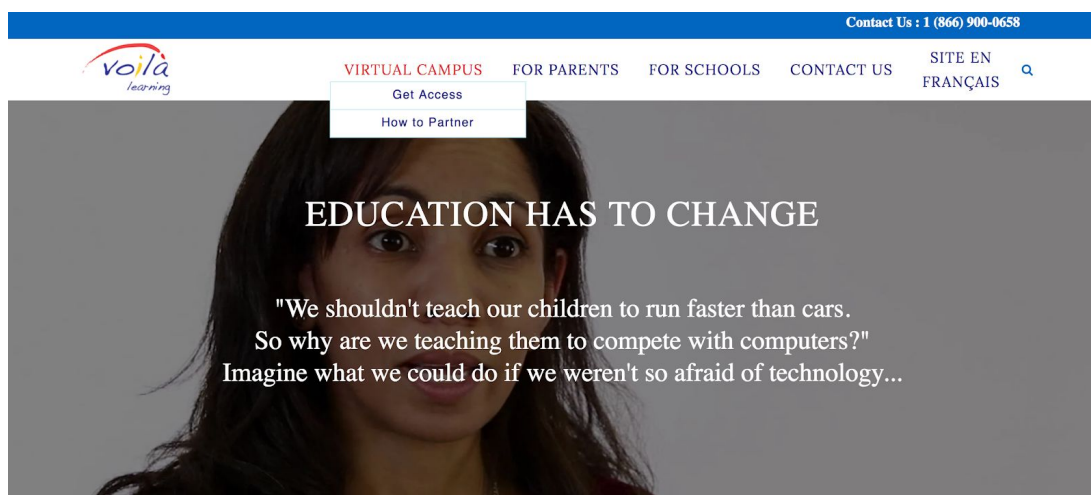 Contact Us : 1 (866) 900-0658
voilà
learning
VIRTUAL CAMPUS FOR PARENTS FOR SCHOOLS CONTACT US SITE EN
FRANÇAIS
Get Access
How to Partner
EDUCATION HAS TO CHANGE
"We shouldn't teach our children to run faster than cars.
So why are we teaching them to compete with computers?"
Imagine what we could do if we weren't so afraid of technology...